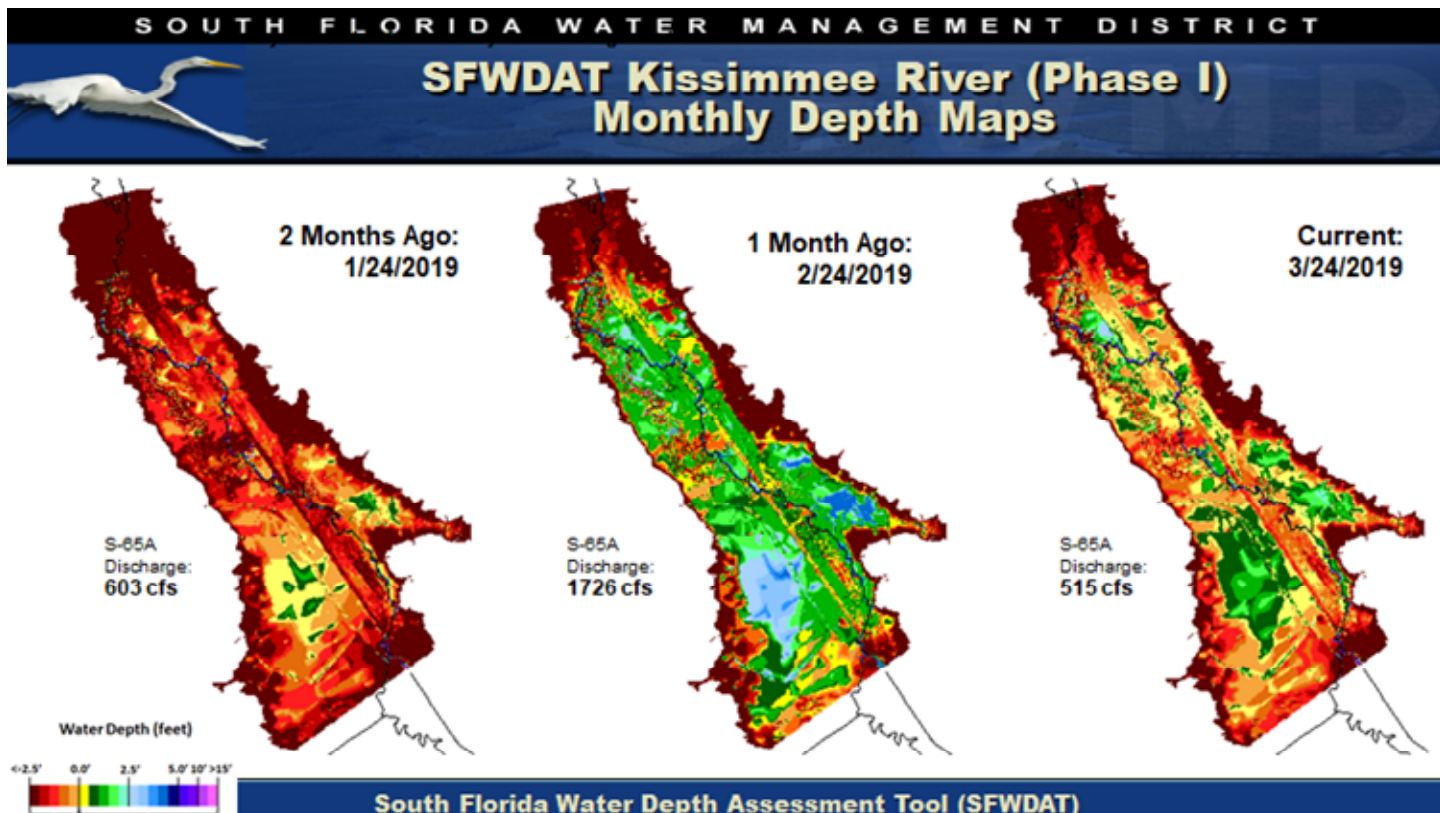 SOUTH FLORIDA WATER MANAGEMENT DISTRICT
SFWDAT Kissimmee River (Phase I)
Monthly Depth Maps
2 Months Ago:
1/24/2019
1 Month Ago:
2/24/2019
Current:
3/24/2019
S-65A
Discharge:
603 cfs
S-65A
Discharge:
1726 cfs
S-65A
Discharge:
515 cfs
Water Depth (feet)
<-2.5' 0.0' 2.5' 5.0' 10' >15'
South Florida Water Depth Assessment Tool (SFWDAT)